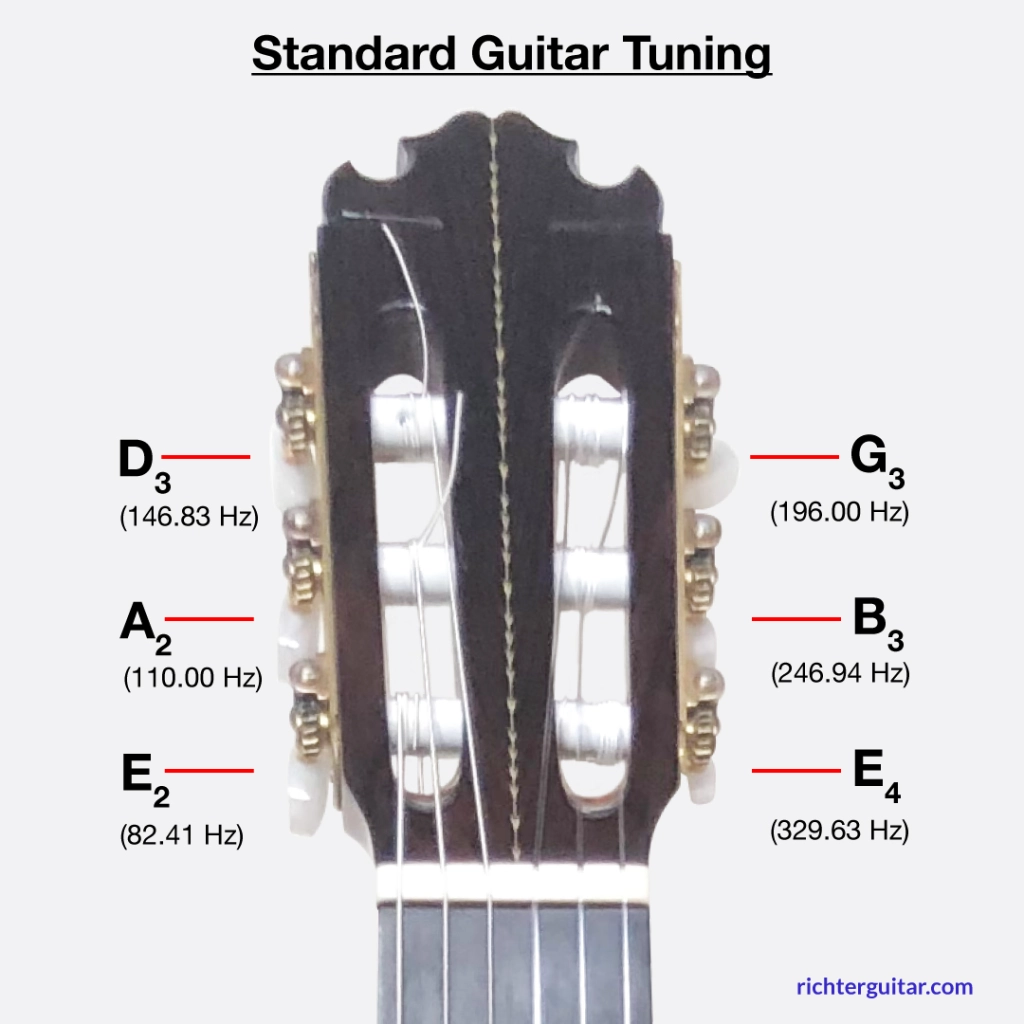 Standard Guitar Tuning
D3
(146.83 Hz)
A2
(110.00 Hz)
E2
(82.41 Hz)
G3
(196.00 Hz)
B3
(246.94 Hz)
E4
(329.63 Hz)
richterguitar.com